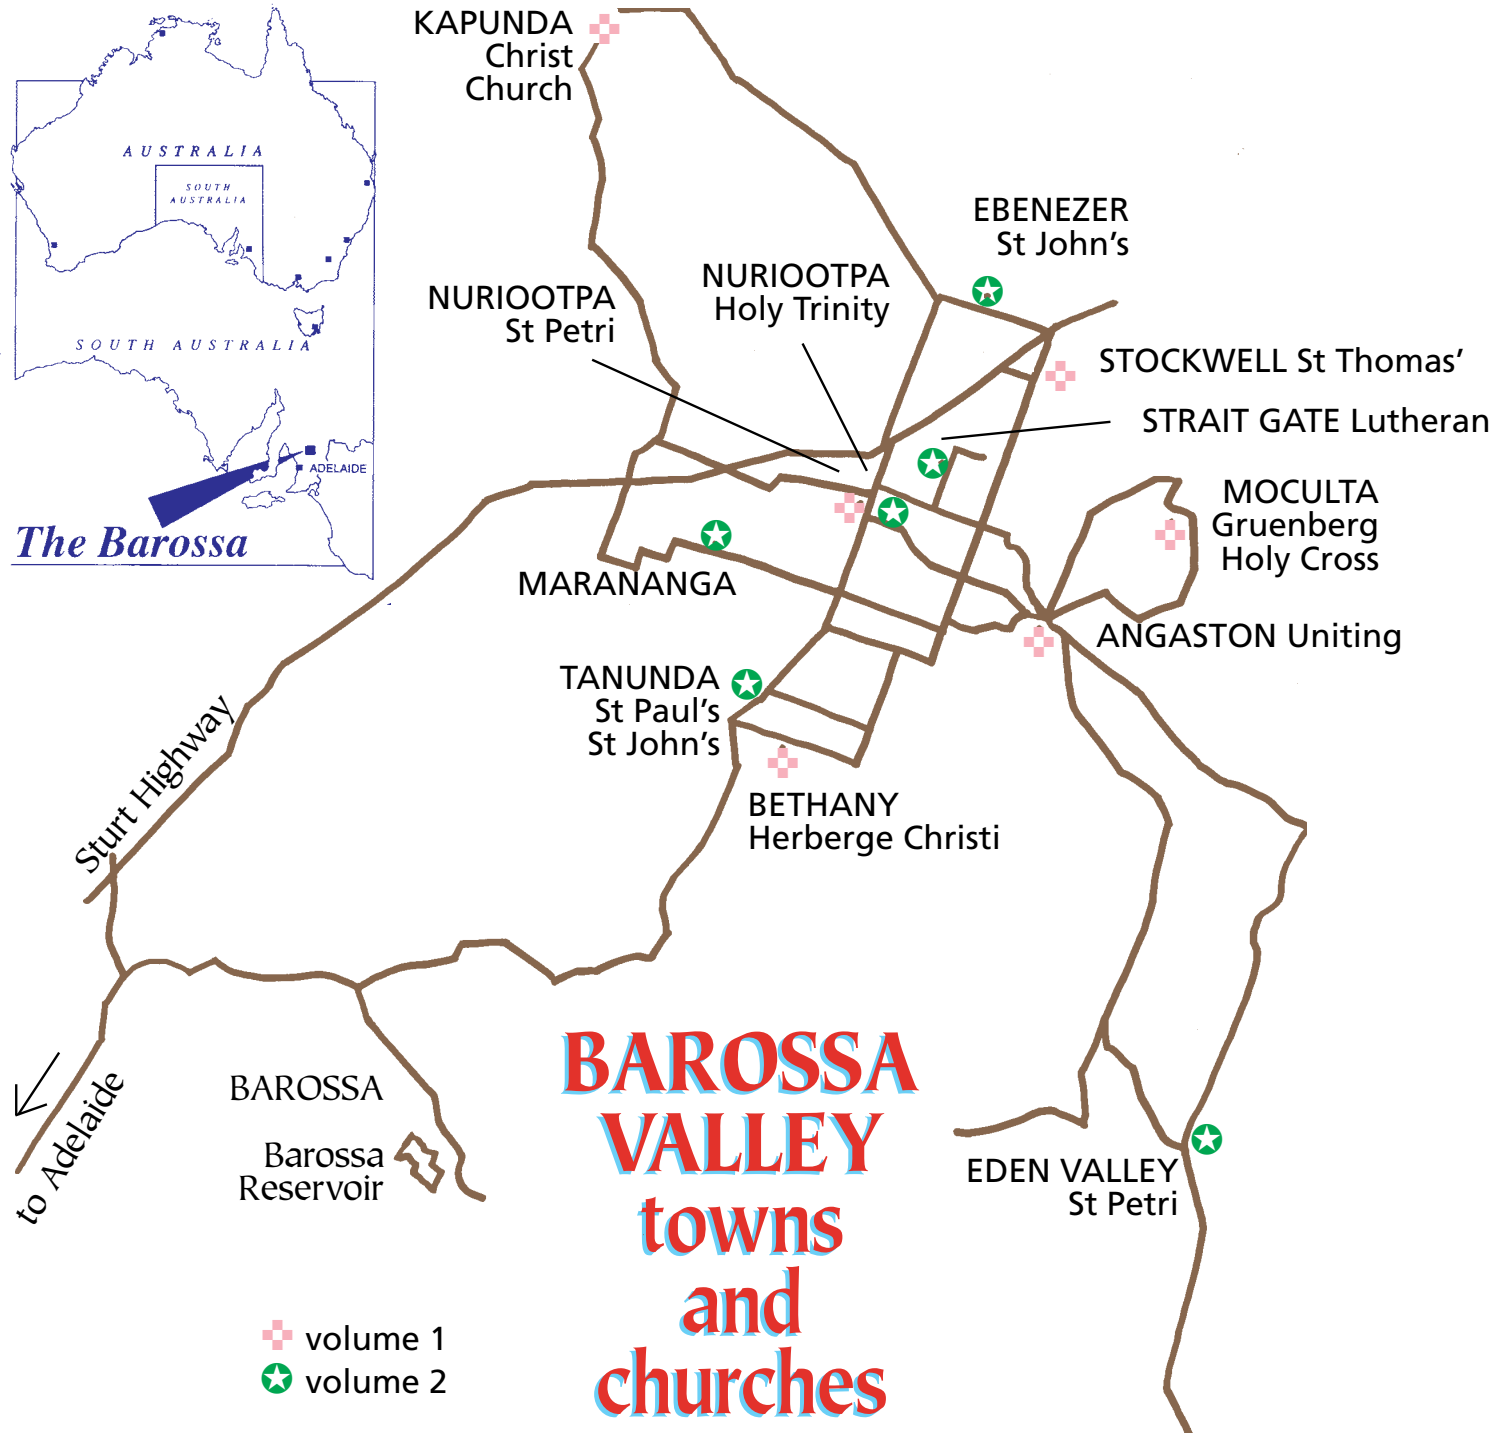 KAPUNDA
Christ
Church
AUSTRALIA
SOUTH
AUSTRALIA
SOUTH AUSTRALIA
ADELAIDE
The Barossa
EBENEZER
St John's
NURIOOTPA
Holy Trinity
NURIOOTPA
St Petri
STOCKWELL St Thomas'
STRAIT GATE Lutheran
MOCULTA
Gruenberg
Holy Cross
MARANANGA
ANGASTON Uniting
TANUNDA
St Paul's
St John's
BETHANY
Herberge Christi
Sturt Highway
to Adelaide
BAROSSA
Barossa
Reservoir
BAROSSA
VALLEY
towns
and
churches
EDEN VALLEY
St Petri
volume 1
volume 2